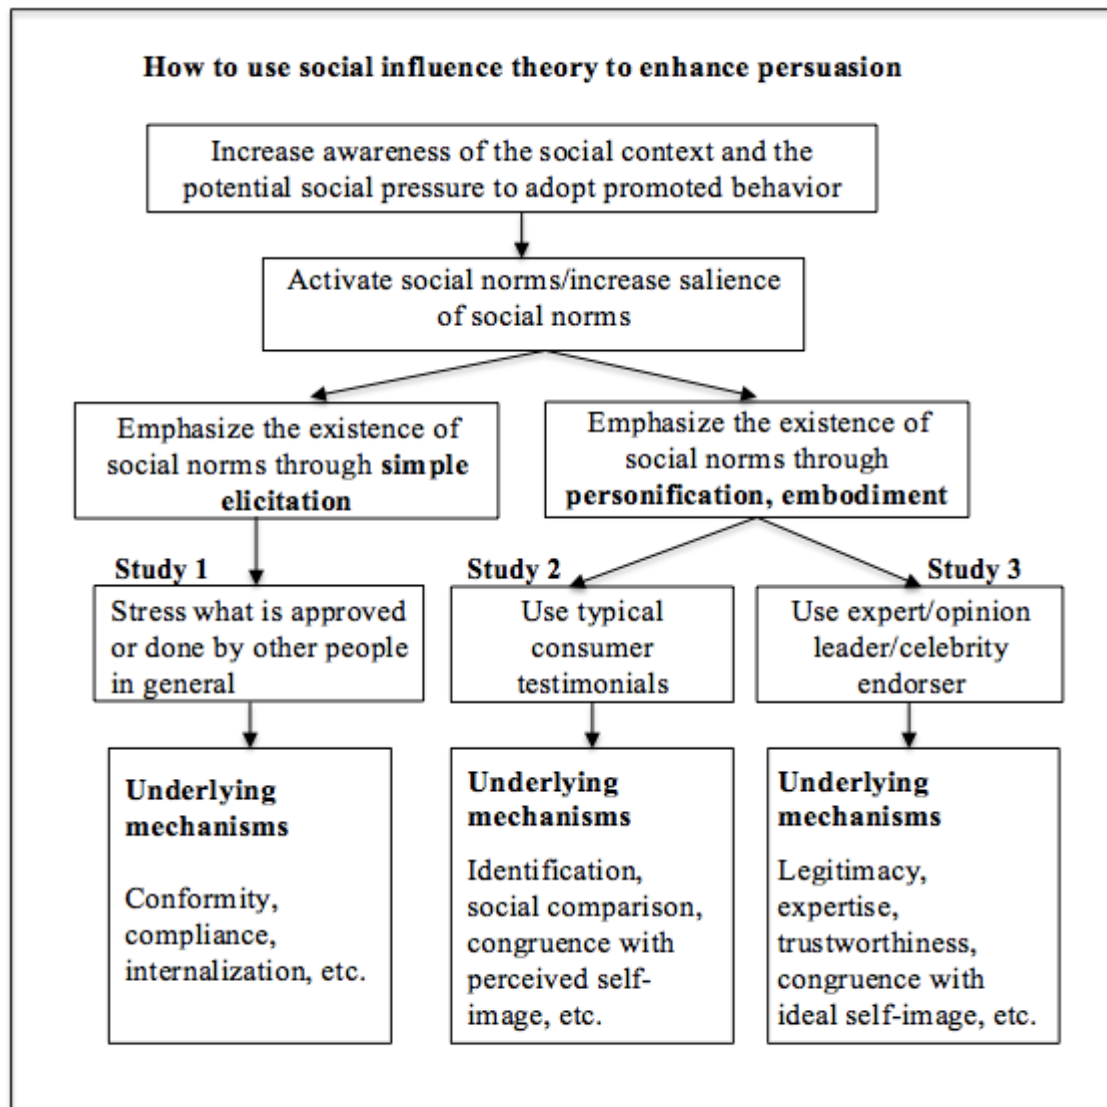 How to use social influence theory to enhance persuasion
Increase awareness of the social context and the
potential social pressure to adopt promoted behavior
Activate social norms/increase salience
of social norms
Emphasize the existence of
social norms through simple
elicitation
Emphasize the existence of
social norms through
personification, embodiment
Study 1
Stress what is approved
or done by other people
in general
Study 2
Use typical
consumer
testimonials
Study 3
Use expert/opinion
leader/celebrity
endorser
Underlying
mechanisms
Conformity,
compliance,
internalization, etc.
Underlying
mechanisms
Identification,
social comparison,
congruence with
perceived self-
image, etc.
Underlying
mechanisms
Legitimacy,
expertise,
trustworthiness,
congruence with
ideal self-image, etc.